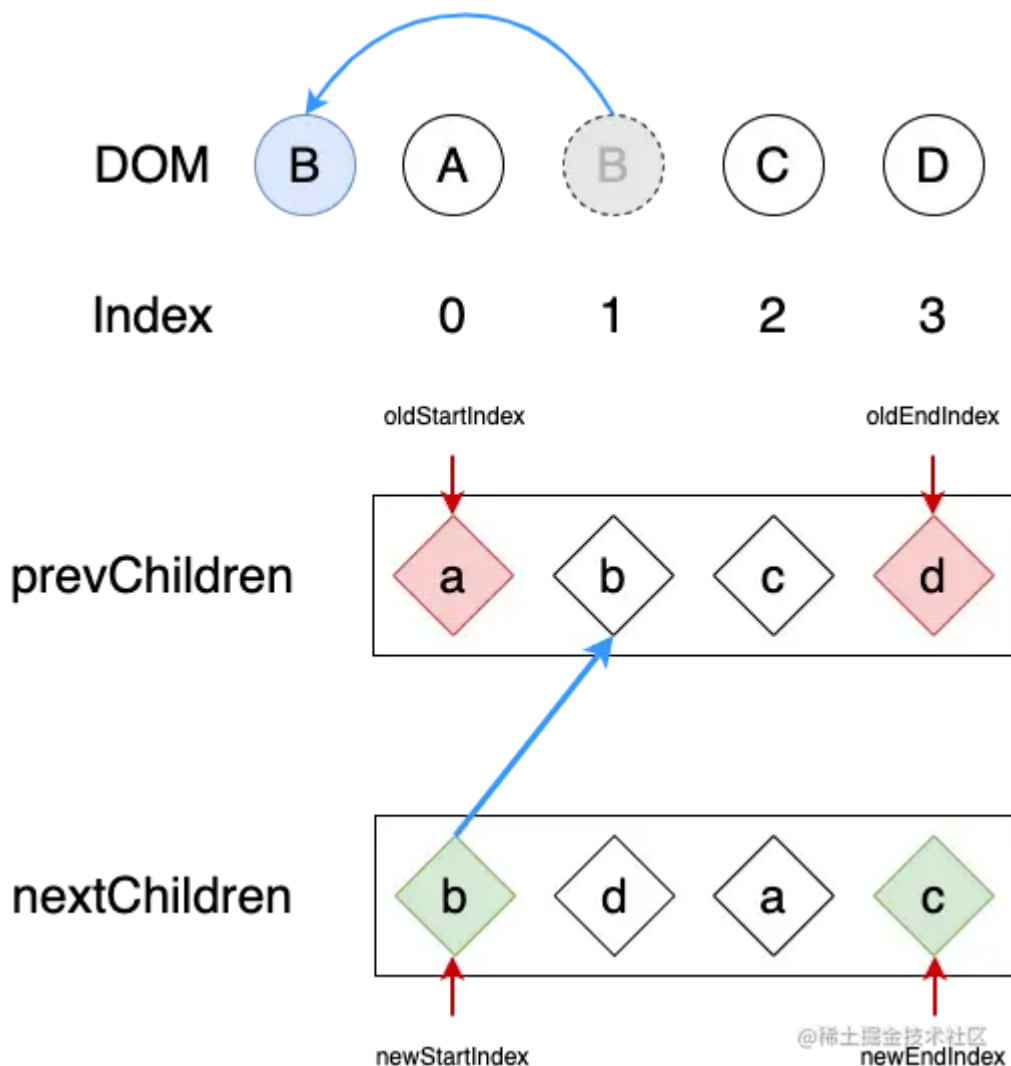 DOM B A B C D
Index 0 1 2 3
oldStartIndex oldEndIndex
prevChildren a b c d
nextChildren b d a c
@稀土掘金技术社区
newStartIndex newEndIndex